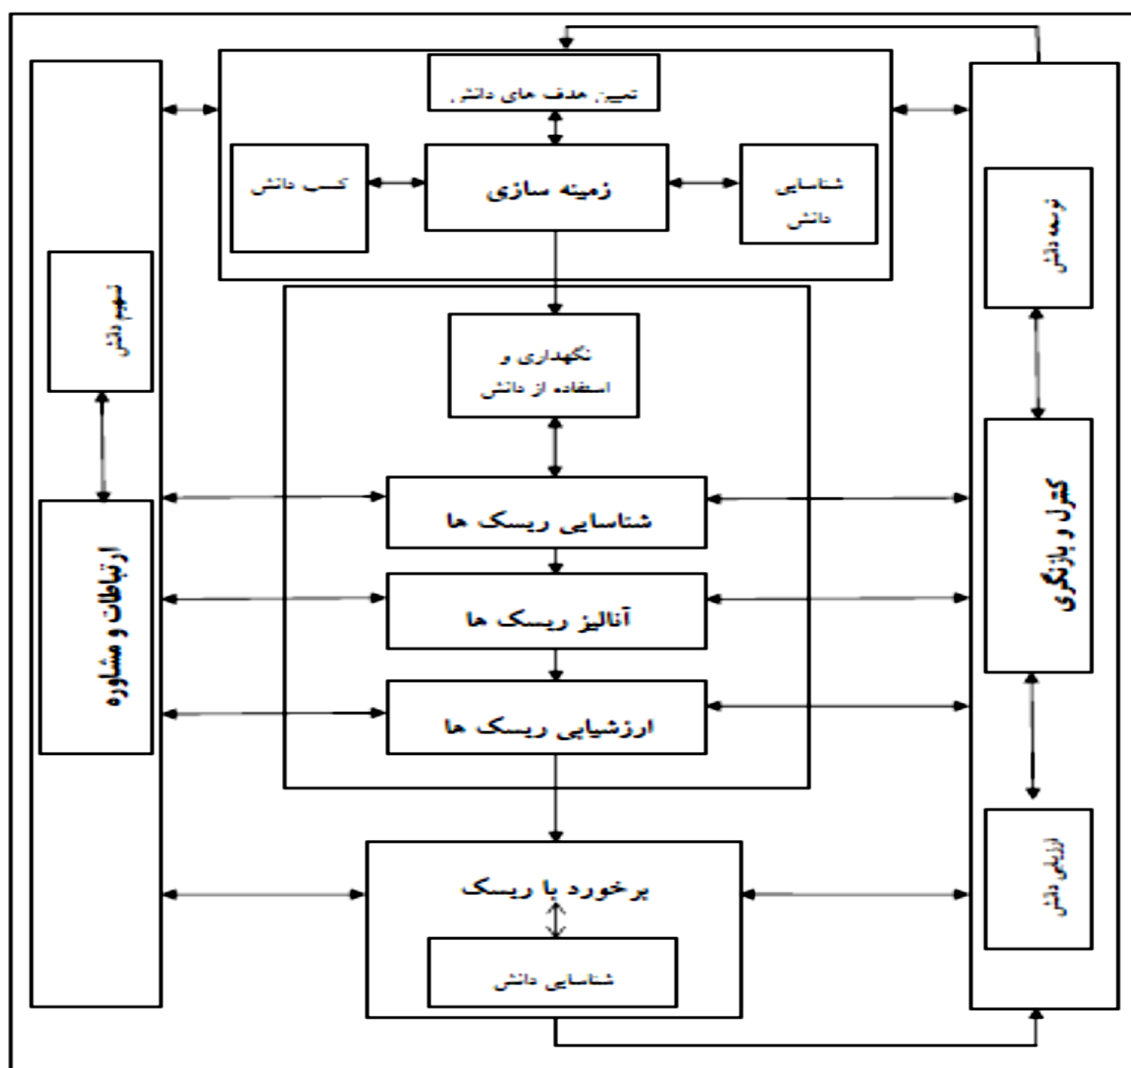 تعیین هدف های دانش
شناسایی
دانش
زمینه سازی
کسب دانش
توسعه دانش
تسهیم دانش
نگهداری و
استفاده از دانش
شناسایی ریسک ها
آنالیز ریسک ها
ارزشیابی ریسک ها
کنترل و بازنگری
ارتباطات و مشاوره
ارزیابی دانش
برخورد با ریسک
شناسایی دانش